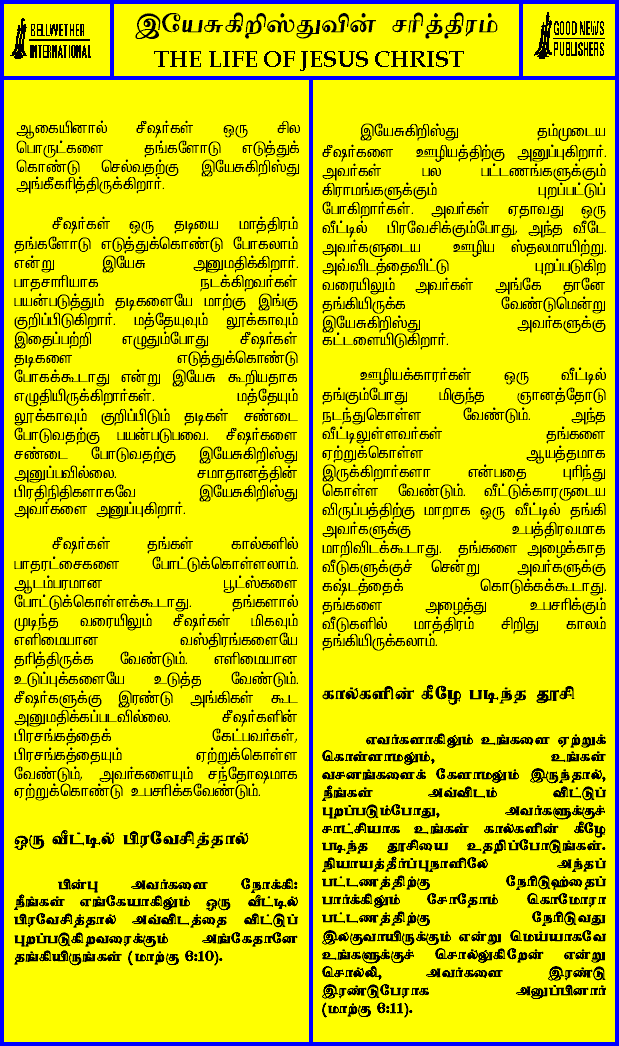 BELLWETHER
INTERNATIONAL
இயேசுகிறிஸ்துவின் சரித்திரம்
THE LIFE OF JESUS CHRIST
GOOD NEWS
PUBLISHERS
ஆகையினால் சீஷர்கள் ஒரு சில
பொருட்களை தங்களோடு எடுத்துக்
கொண்டு செல்வதற்கு இயேசுகிறிஸ்து
அங்கீகரித்திருக்கிறார்.
சீஷர்கள் ஒரு தடியை மாத்திரம்
தங்களோடு எடுத்துக்கொண்டு போகலாம்
என்று இயேசு அனுமதிக்கிறார்.
பாதசாரியாக நடக்கிறவர்கள்
பயன்படுத்தும் தடிகளையே மாற்கு இங்கு
குறிப்பிடுகிறார். மத்தேயுவும் லூக்காவும்
இதைப்பற்றி எழுதும்போது சீஷர்கள்
தடிகளை எடுத்துக்கொண்டு
போகக்கூடாது என்று இயேசு கூறியதாக
எழுதியிருக்கிறார்கள். மத்தேயும்
லூக்காவும் குறிப்பிடும் தடிகள் சண்டை
போடுவதற்கு பயன்படுபவை. சீஷர்களை
சண்டை போடுவதற்கு இயேசுகிறிஸ்து
அனுப்பவில்லை. சமாதானத்தின்
பிரதிநிதிகளாகவே இயேசுகிறிஸ்து
அவர்களை அனுப்புகிறார்.
சீஷர்கள் தங்கள் கால்களில்
பாதரட்சைகளை போட்டுக்கொள்ளலாம்.
ஆடம்பரமான பூட்ஸ்களை
போட்டுக்கொள்ளக்கூடாது. தங்களால்
முடிந்த வரையிலும் சீஷர்கள் மிகவும்
எளிமையான வஸ்திரங்களையே
தரித்திருக்க வேண்டும். எளிமையான
உடுப்புக்களையே உடுத்த வேண்டும்.
சீஷர்களுக்கு இரண்டு அங்கிகள் கூட
அனுமதிக்கப்படவில்லை. சீஷர்களின்
பிரசங்கத்தைக் கேட்பவர்கள்,
பிரசங்கத்தையும் ஏற்றுக்கொள்ள
வேண்டும், அவர்களையும் சந்தோஷமாக
ஏற்றுக்கொண்டு உபசரிக்கவேண்டும்.
ஒரு வீட்டில் பிரவேசித்தால்
பின்பு அவர்களை நோக்கி:
நீங்கள் எங்கேயாகிலும் ஒரு வீட்டில்
பிரவேசித்தால் அவ்விடத்தை விட்டுப்
புறப்படுகிறவரைக்கும் அங்கேதானே
தங்கியிருங்கள் (மாற்கு 6:10).
இயேசுகிறிஸ்து தம்முடைய
சீஷர்களை ஊழியத்திற்கு அனுப்புகிறார்.
அவர்கள் பல பட்டணங்களுக்கும்
கிராமங்களுக்கும் புறப்பட்டுப்
போகிறார்கள். அவர்கள் ஏதாவது ஒரு
வீட்டில் பிரவேசிக்கும்போது, அந்த வீடே
அவர்களுடைய ஊழிய ஸ்தலமாயிற்று.
அவ்விடத்தைவிட்டு புறப்படுகிற
வரையிலும் அவர்கள் அங்கே தானே
தங்கியிருக்க வேண்டுமென்று
இயேசுகிறிஸ்து அவர்களுக்கு
கட்டளையிடுகிறார்.
ஊழியக்காரர்கள் ஒரு வீட்டில்
தங்கும்போது மிகுந்த ஞானத்தோடு
நடந்துகொள்ள வேண்டும். அந்த
வீட்டிலுள்ளவர்கள் தங்களை
ஏற்றுக்கொள்ள ஆயத்தமாக
இருக்கிறார்களா என்பதை புரிந்து
கொள்ள வேண்டும். வீட்டுக்காரருடைய
விருப்பத்திற்கு மாறாக ஒரு வீட்டில் தங்கி
அவர்களுக்கு உபத்திரவமாக
மாறிவிடக்கூடாது. தங்களை அழைக்காத
வீடுகளுக்குச் சென்று அவர்களுக்கு
கஷ்டத்தைக் கொடுக்கக்கூடாது.
தங்களை அழைத்து உபசரிக்கும்
வீடுகளில் மாத்திரம் சிறிது காலம்
தங்கியிருக்கலாம்.
கால்களின் கீழே படிந்த தூசி
எவர்களாகிலும் உங்களை ஏற்றுக்
கொள்ளாமலும், உங்கள்
வசனங்களைக் கேளாமலும் இருந்தால்,
நீங்கள் அவ்விடம் விட்டுப்
புறப்படும்போது, அவர்களுக்குச்
சாட்சியாக உங்கள் கால்களின் கீழே
படிந்த தூசியை உதறிப்போடுங்கள்.
நியாயத்தீர்ப்புநாளிலே அந்தப்
பட்டணத்திற்கு நேரிடுவதைப்
பார்க்கிலும் சோதோம் கொமோரா
பட்டணத்திற்கு நேரிடுவது
இலகுவாயிருக்கும் என்று மெய்யாகவே
உங்களுக்குச் சொல்லுகிறேன் என்று
சொல்லி, அவர்களை இரண்டு
இரண்டுபேராக அனுப்பினார்
(மாற்கு 6:11).